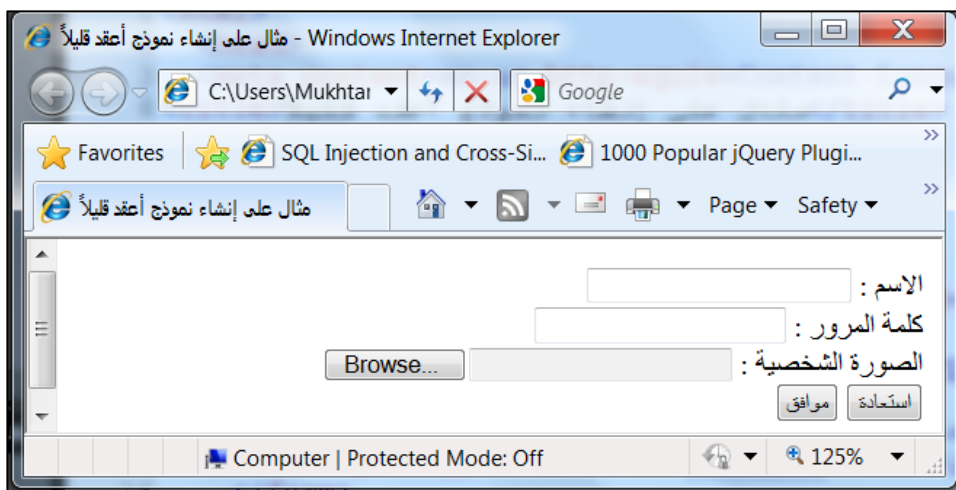 مثال على إنشاء نموذج أعقد قليلاً - Windows Internet Explorer
C:\Users\Mukhtar Google
Favorites SQL Injection and Cross-Si... 1000 Popular jQuery Plugi...
مثال على إنشاء نموذج أعقد قليلاً Page Safety
الاسم :
كلمة المرور :
الصورة الشخصية : Browse...
استعادة موافق
Computer | Protected Mode: Off 125%